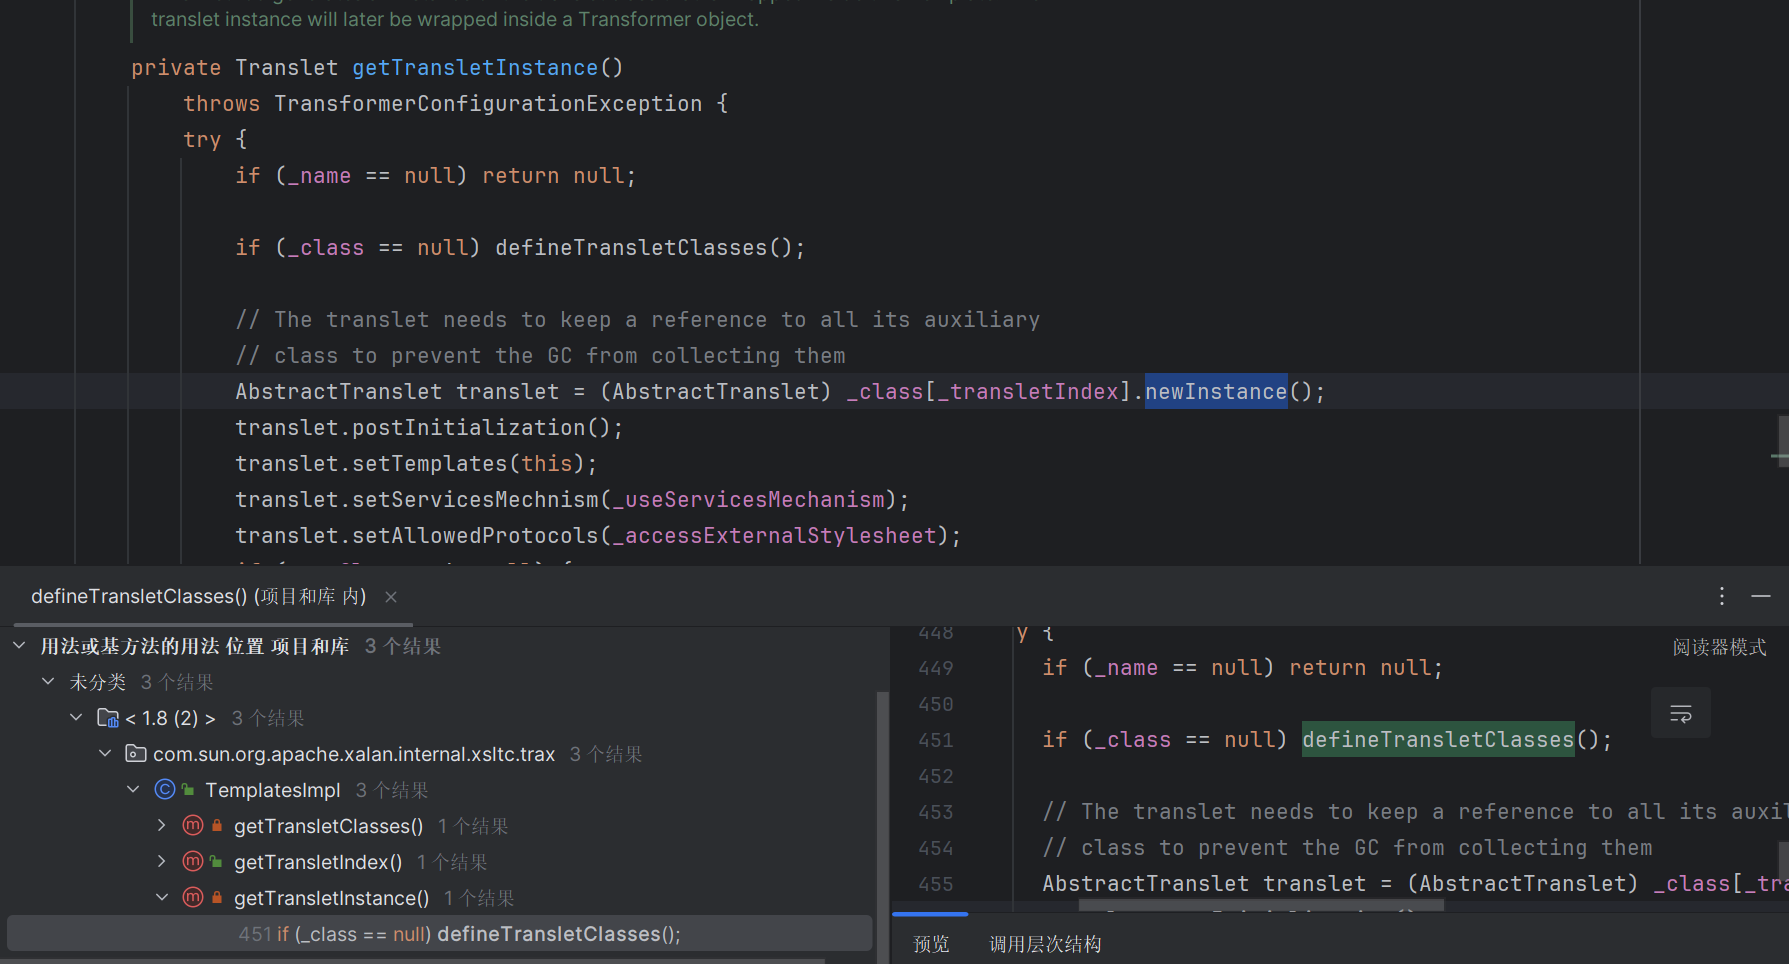 translet instance will later be wrapped inside a Transformer object.
private Translet getTransletInstance()
throws TransformerConfigurationException {
try {
if (_name == null) return null;
if (_class == null) defineTransletClasses();
// The translet needs to keep a reference to all its auxiliary
// class to prevent the GC from collecting them
AbstractTranslet translet = (AbstractTranslet) _class[_transletIndex].newInstance();
translet.postInitialization();
translet.setTemplates(this);
translet.setServicesMechnism(_useServicesMechanism);
translet.setAllowedProtocols(_accessExternalStylesheet);
defineTransletClasses() (项目和库 内)
用法或基方法的用法 位置 项目和库 3 个结果
未分类 3 个结果
< 1.8 (2) > 3 个结果
com.sun.org.apache.xalan.internal.xsltc.trax 3 个结果
TemplatesImpl 3 个结果
getTransletClasses() 1 个结果
getTransletIndex() 1 个结果
getTransletInstance() 1 个结果
451 if (_class == null) defineTransletClasses();
448 y {
阅读器模式
449 if (_name == null) return null;
450
451 if (_class == null) defineTransletClasses();
452
453 // The translet needs to keep a reference to all its auxil
454 // class to prevent the GC from collecting them
455 AbstractTranslet translet = (AbstractTranslet) _class[_tra
预览 调用层次结构